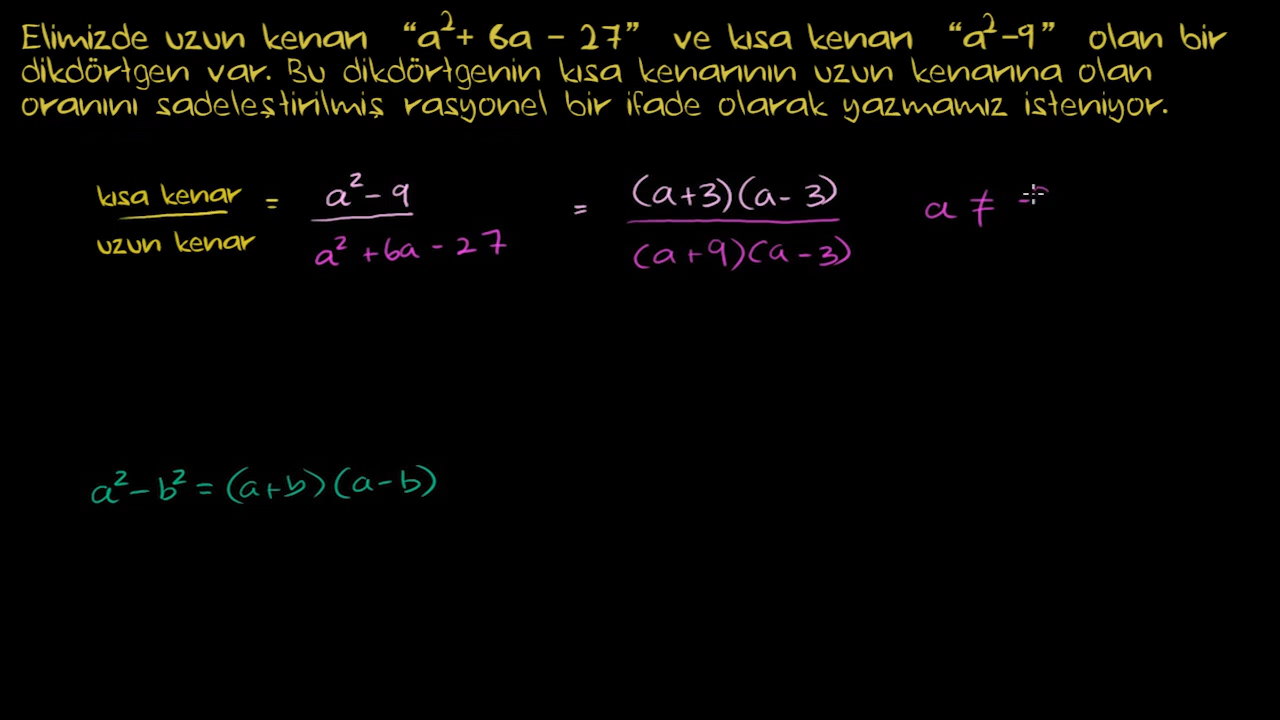 Elimizde uzun kenarı “a²+ 6a - 27” ve kısa kenarı “a²-9” olan bir
dikdörtgen var. Bu dikdörtgenin kısa kenarının uzun kenarına olan
oranını sadeleştirilmiş rasyonel bir ifade olarak yazmamız isteniyor.
kısa kenar / uzun kenar = a² - 9 / a² + 6a - 27 = (a+3)(a-3) / (a+9)(a-3) a ≠ -
a² - b² = (a+b)(a-b)